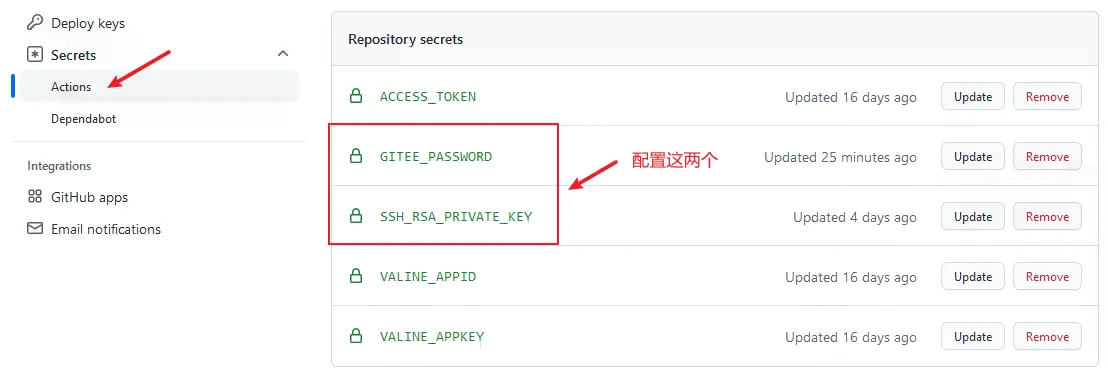 Deploy keys
Secrets
Actions
Dependabot
Integrations
GitHub apps
Email notifications
Repository secrets
ACCESS_TOKEN Updated 16 days ago Update Remove
GITEE_PASSWORD 配置这两个 Updated 25 minutes ago Update Remove
SSH_RSA_PRIVATE_KEY Updated 4 days ago Update Remove
VALINE_APPID Updated 16 days ago Update Remove
VALINE_APPKEY Updated 16 days ago Update Remove